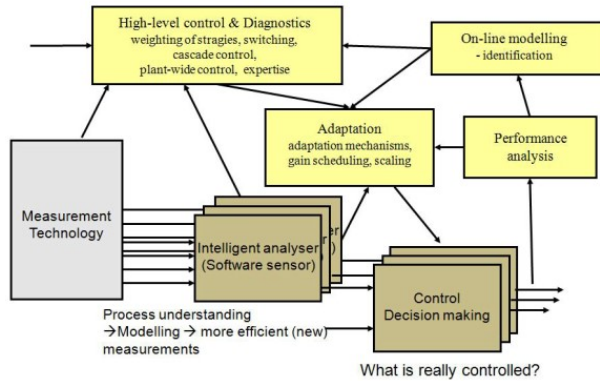 High-level control & Diagnostics
weighting of stragies, switching,
cascade control,
plant-wide control, expertise
On-line modelling
- identification
Adaptation
adaptation mechanisms,
gain scheduling, scaling
Performance
analysis
Measurement
Technology
Intelligent analyser
(Software sensor)
Control
Decision making
Process understanding
→Modelling → more efficient (new)
measurements
What is really controlled?